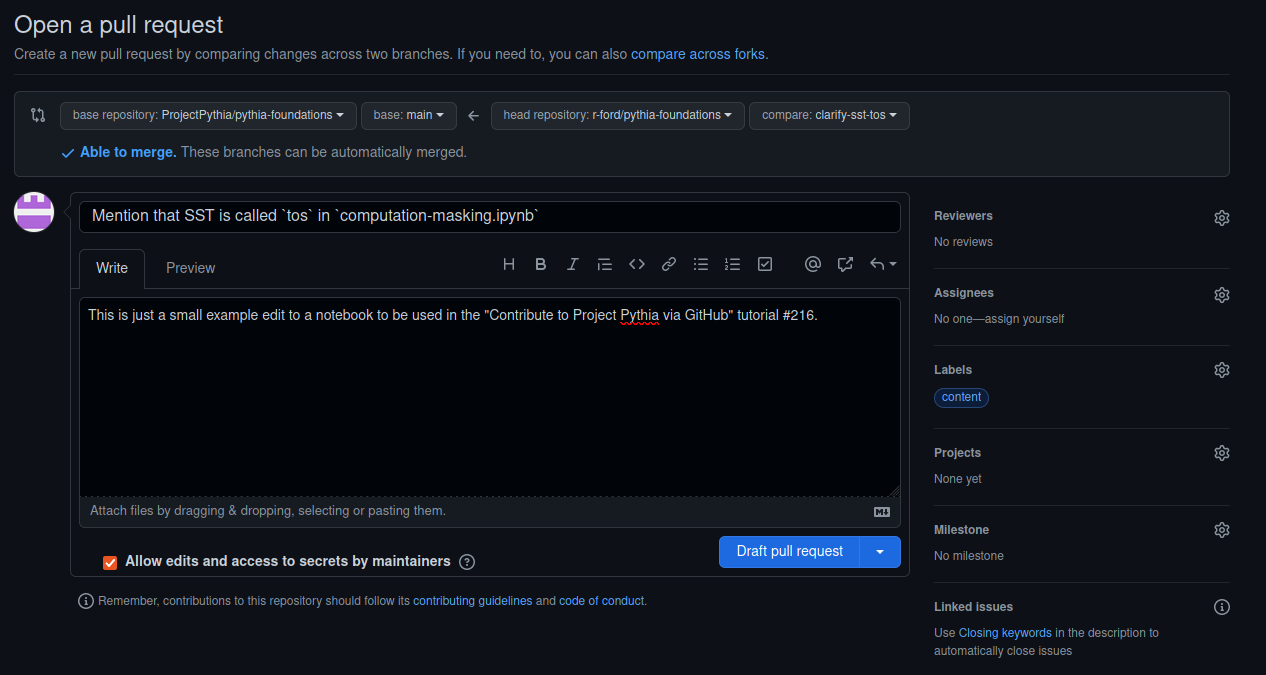 Open a pull request
Create a new pull request by comparing changes across two branches. If you need to, you can also compare across forks.
base repository: ProjectPythia/pythia-foundations base: main head repository: r-ford/pythia-foundations compare: clarify-sst-tos
Able to merge. These branches can be automatically merged.
Mention that SST is called `tos` in `computation-masking.ipynb`
Write Preview
This is just a small example edit to a notebook to be used in the "Contribute to Project Pythia via GitHub" tutorial #216.
Attach files by dragging & dropping, selecting or pasting them.
Allow edits and access to secrets by maintainers
Draft pull request
Remember, contributions to this repository should follow its contributing guidelines and code of conduct.
Reviewers
No reviews
Assignees
No one—assign yourself
Labels
content
Projects
None yet
Milestone
No milestone
Linked issues
Use Closing keywords in the description to
automatically close issues